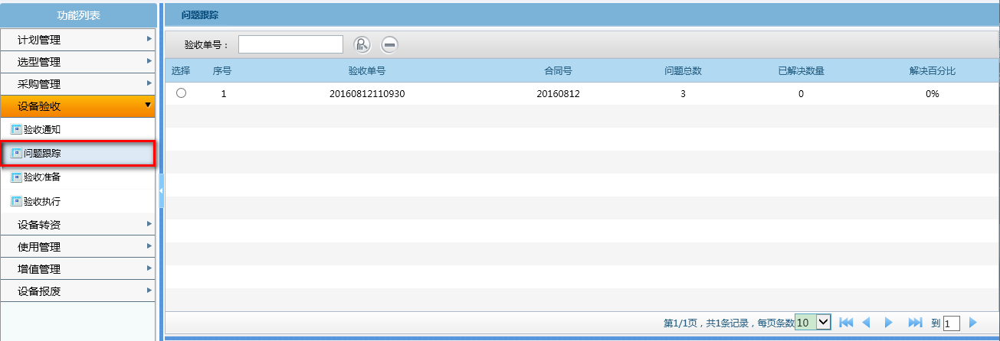 功能列表
计划管理
选型管理
采购管理
设备验收
验收通知
问题跟踪
验收准备
验收执行
设备转资
使用管理
增值管理
设备报废
问题跟踪
验收单号：
选择 序号 验收单号 合同号 问题总数 已解决数量 解决百分比
1 20160812110930 20160812 3 0 0%
第1/1页，共1条记录，每页条数 10 到 1